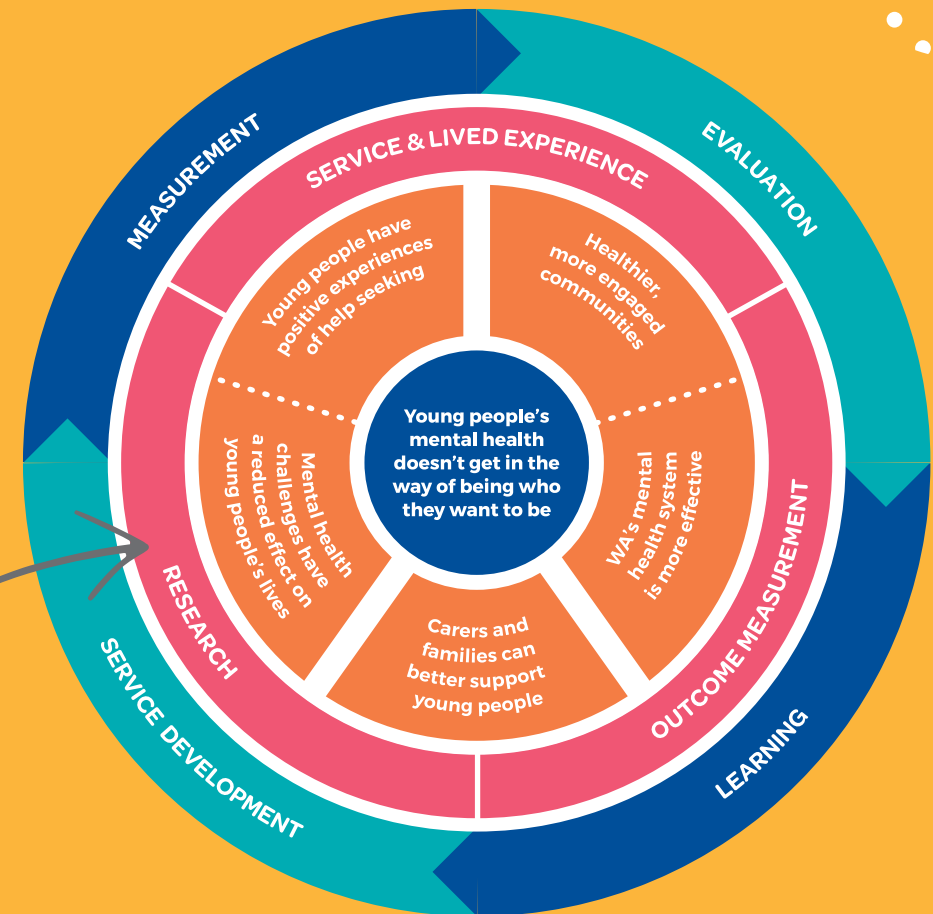 MEASUREMENT
EVALUATION
LEARNING
SERVICE DEVELOPMENT
SERVICE & LIVED EXPERIENCE
OUTCOME MEASUREMENT
RESEARCH
Young people have
positive experiences
of help seeking
Healthier,
more engaged
communities
WA's mental
health system
is more effective
Carers and
families can
better support
young people
Mental health
challenges have
a reduced effect on
young people's lives
Young people's
mental health
doesn't get in the
way of being who
they want to be